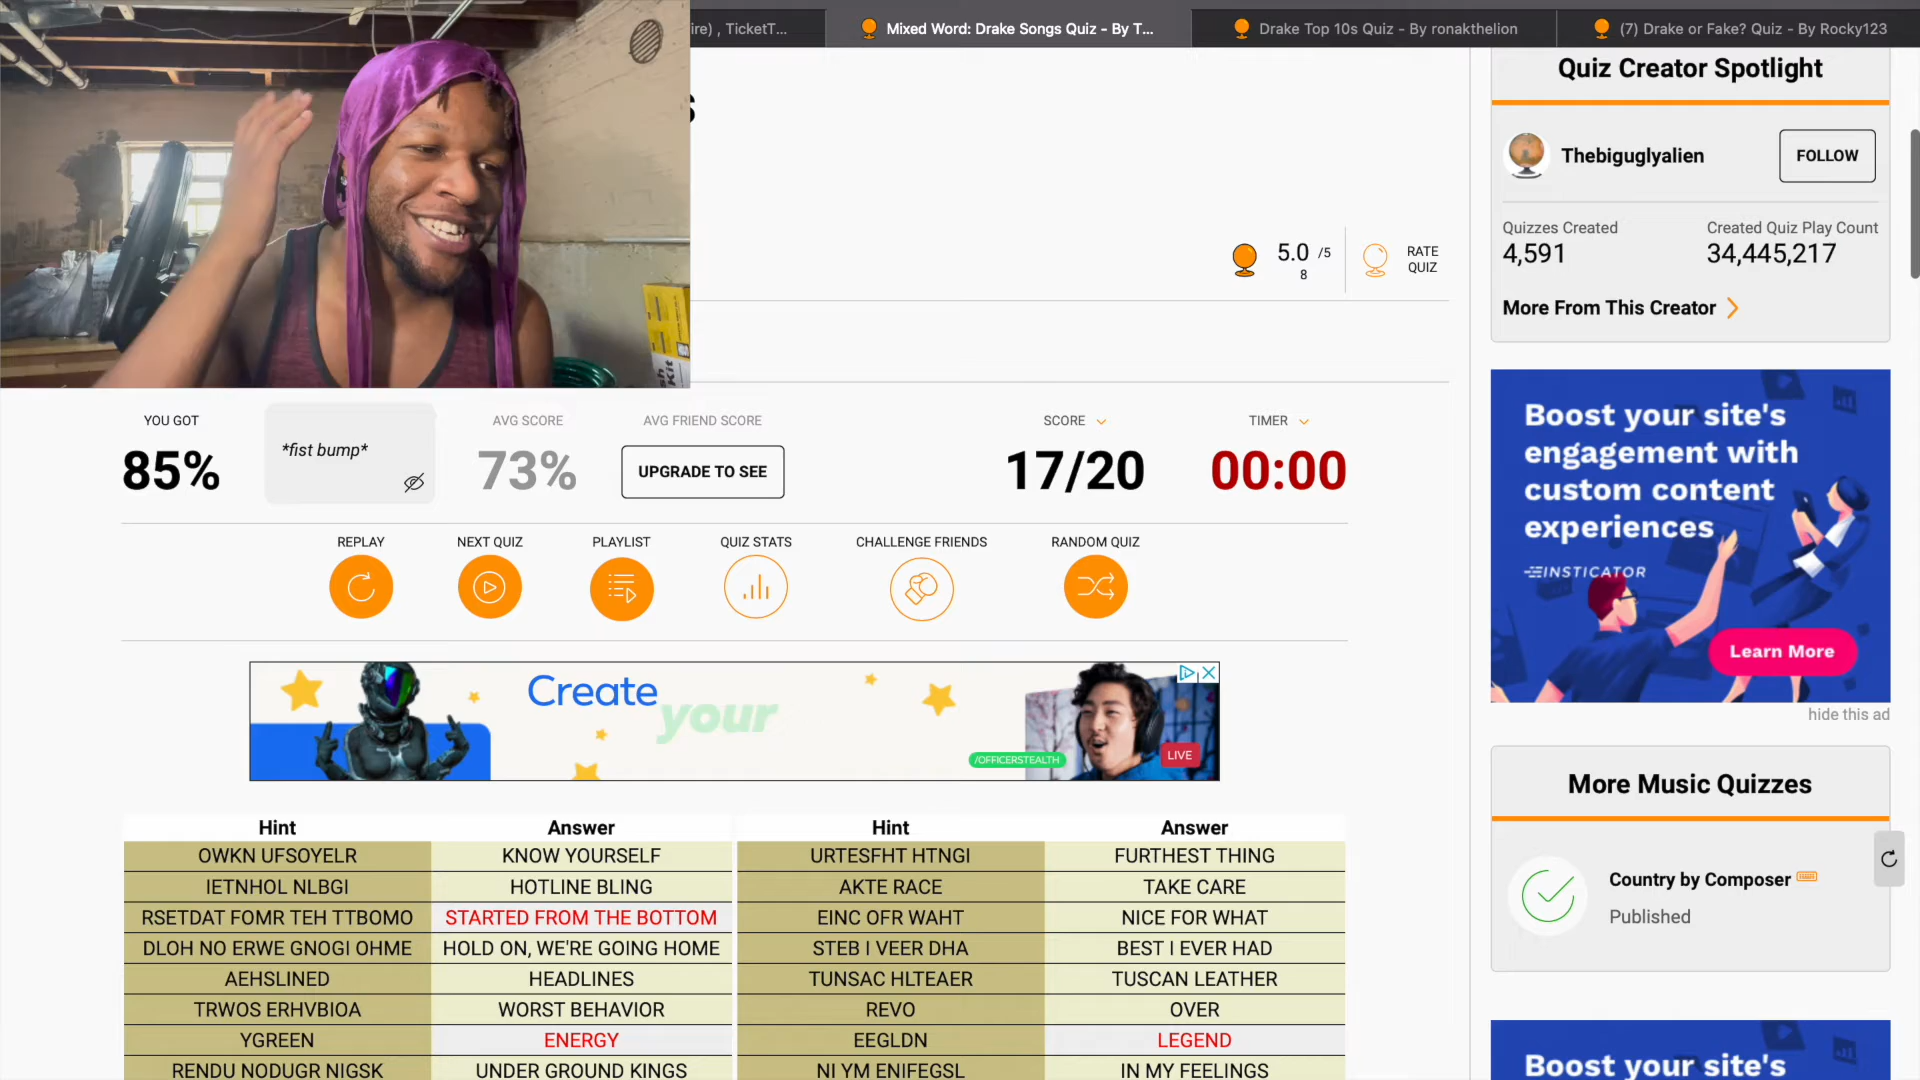 ire) , TicketT...
Mixed Word: Drake Songs Quiz - By T...
Drake Top 10s Quiz - By ronakthelion
(7) Drake or Fake? Quiz - By Rocky123
s
5.0 /5
8
RATE
QUIZ
Quiz Creator Spotlight
Thebiguglyalien
FOLLOW
Quizzes Created
Created Quiz Play Count
4,591
34,445,217
More From This Creator
YOU GOT
85%
*fist bump*
AVG SCORE
73%
AVG FRIEND SCORE
UPGRADE TO SEE
SCORE
17/20
TIMER
00:00
REPLAY
NEXT QUIZ
PLAYLIST
QUIZ STATS
CHALLENGE FRIENDS
RANDOM QUIZ
Create
your
/OFFICERSTEALTH
LIVE
Boost your site's
engagement with
custom content
experiences
INSTICATOR
Learn More
hide this ad
More Music Quizzes
Country by Composer
Published
Boost your site's
Hint Answer Hint Answer
OWKN UFSOYELR KNOW YOURSELF URTESFHT HTNGI FURTHEST THING
IETNHOL NLBGI HOTLINE BLING AKTE RACE TAKE CARE
RSETDAT FOMR TEH TTBOMO STARTED FROM THE BOTTOM EINC OFR WAHT NICE FOR WHAT
DLOH NO ERWE GNOGI OHME HOLD ON, WE'RE GOING HOME STEB I VEER DHA BEST I EVER HAD
AEHSLINED HEADLINES TUNSAC HLTEAER TUSCAN LEATHER
TRWOS ERHVBIOA WORST BEHAVIOR REVO OVER
YGREEN ENERGY EEGLDN LEGEND
RENDU NODUGR NIGSK UNDER GROUND KINGS NI YM ENIFEGSL IN MY FEELINGS